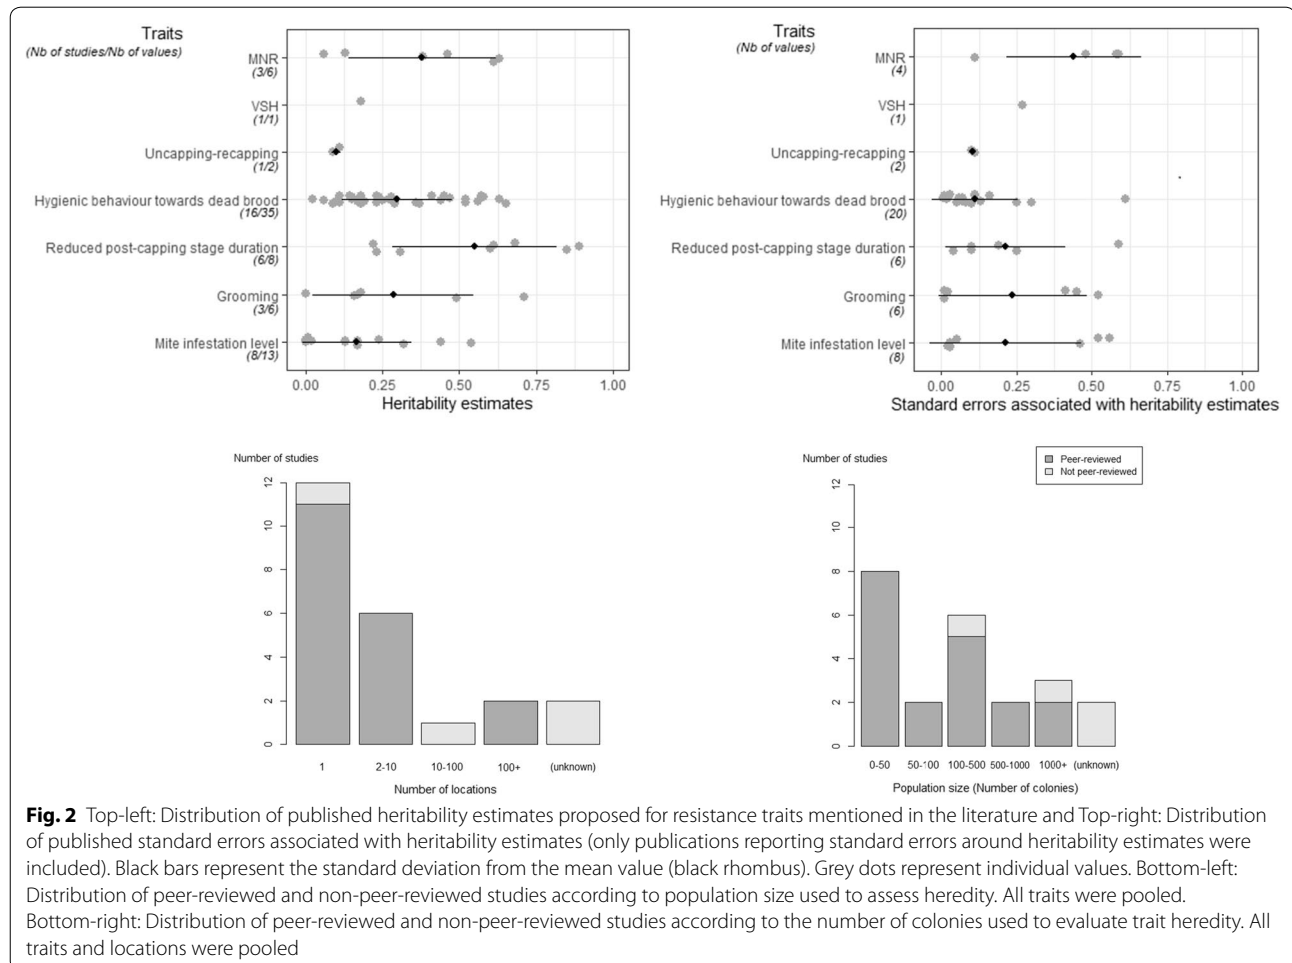 Traits
(Nb of studies/Nb of values)
MNR
(3/6)
VSH
(1/1)
Uncapping-recapping
(1/2)
Hygienic behaviour towards dead brood
(16/35)
Reduced post-capping stage duration
(6/8)
Grooming
(3/6)
Mite infestation level
(8/13)
0.00 0.25 0.50 0.75 1.00
Heritability estimates
Traits
(Nb of values)
MNR
(4)
VSH
(1)
Uncapping-recapping
(2)
Hygienic behaviour towards dead brood
(20)
Reduced post-capping stage duration
(6)
Grooming
(6)
Mite infestation level
(8)
0.00 0.25 0.50 0.75 1.00
Standard errors associated with heritability estimates
Number of studies
12
10
8
6
4
2
0
1 2-10 10-100 100+ (unknown)
Number of locations
Number of studies
Peer-reviewed
Not peer-reviewed
12
10
8
6
4
2
0
0-50 50-100 100-500 500-1000 1000+ (unknown)
Population size (Number of colonies)
Fig. 2 Top-left: Distribution of published heritability estimates proposed for resistance traits mentioned in the literature and Top-right: Distribution
of published standard errors associated with heritability estimates (only publications reporting standard errors around heritability estimates were
included). Black bars represent the standard deviation from the mean value (black rhombus). Grey dots represent individual values. Bottom-left:
Distribution of peer-reviewed and non-peer-reviewed studies according to population size used to assess heredity. All traits were pooled.
Bottom-right: Distribution of peer-reviewed and non-peer-reviewed studies according to the number of colonies used to evaluate trait heredity. All
traits and locations were pooled